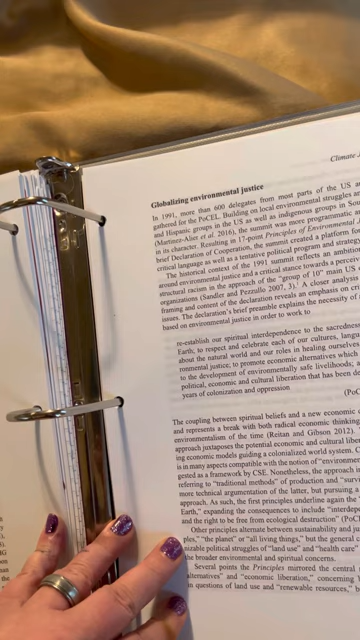 Climate
Globalizing environmental justice
In 1991, more than 600 delegates from most parts of the US
gathered for the PoCEL. Building on local environmental struggles
and Hispanic groups in the US as well as indigenous groups in
(Martinez-Alier et al. 2016), the summit was more programmatic
in its character. Resulting in 17-point Principles of Environmental
brief Declaration of Cooperation, the summit created a platform for
critical language as well as a tentative political program and
The historical context of the 1991 summit reflects an
around environmental justice and a critical stance towards a
structural racism in the approach of the "group of 10" main US
organizations (Sandler and Pezzullo 2007, 3).1 A closer analysis
framing and content of the declaration reveals an emphasis on
issues. The declaration's brief preamble explains the necessity of
based on environmental justice in order to work to
re-establish our spiritual interdependence to the sacredness
Earth, to respect and celebrate each of our cultures,
about the natural world and our roles in healing ourselves
ronmental justice; to promote economic alternatives which
to the development of environmentally safe livelihoods; and
political, economic and cultural liberation that has been
years of colonization and oppression
The coupling between spiritual beliefs and a new economic
and represents a break with both radical economic thinking
environmentalism of the time (Reitan and Gibson 2012).
approach juxtaposes the potential economic and cultural
ing economic models guiding a colonialized system.
is in many aspects compatible with the notion of
gested as a framework by CSE. Nonetheless, the approach
referring to "traditional methods" of production and
more technical argumentation of the latter, but pursuing a
approach. As such, the first principles underline again the
Earth," expanding the consequences to include
and the right to be free from ecological destruction"
Other principles alternate between sustainability and
ples," "the planet" or "all living things," but the general
nizable political struggles of "land use" and "health care"
the broader environmental and spiritual concerns.
Several points the Principles mirrored the central
alternatives" and "economic liberation," concerning
in questions of land use and "renewable resources,"